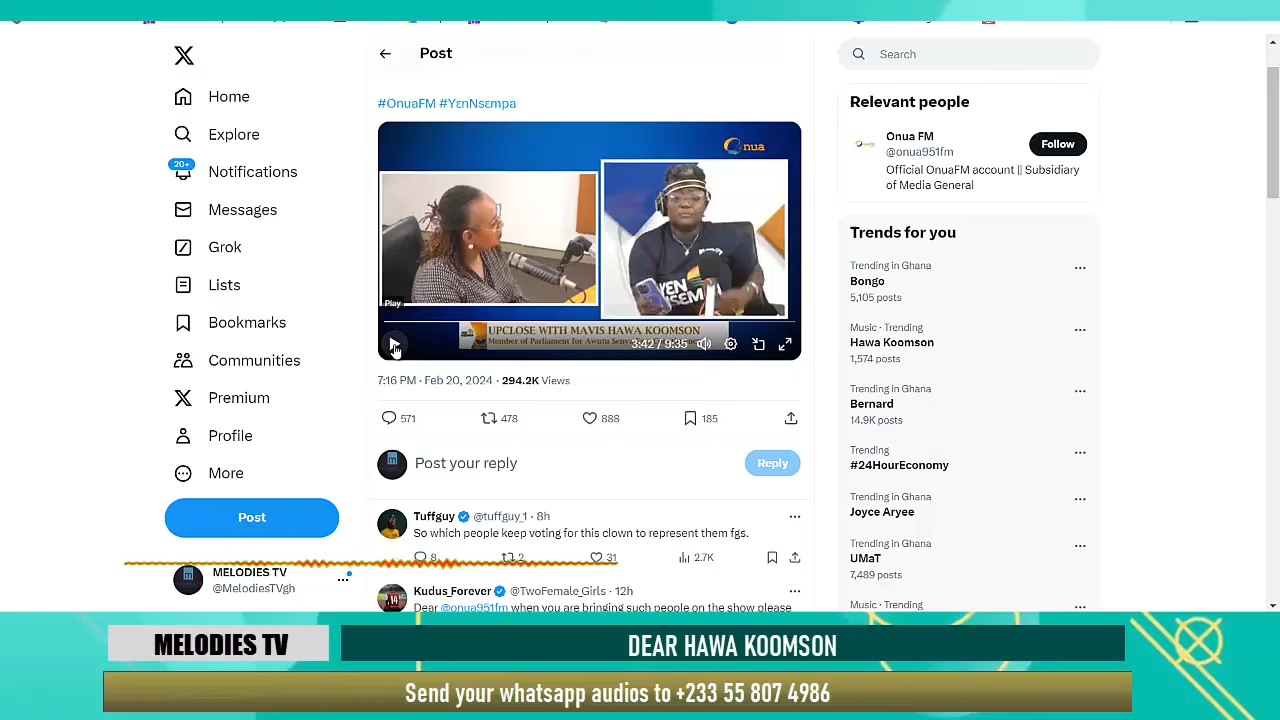 Post
Search
Home
Explore
20+
Notifications
Messages
Grok
Lists
Bookmarks
Communities
Premium
Profile
More
Post
MELODIES TV
@MelodiesTVgh
#OnuaFM #YɛnNsɛmpa
nua
YEN
NSEM
Play
UPCLOSE WITH MAVIS HAWA KOOMSON
Member of Parliament for Awutu Senya
3:42 / 9:35
7:16 PM · Feb 20, 2024 · 294.2K Views
571
478
888
185
Post your reply
Reply
Tuffguy @tuffguy_1 · 8h
So which people keep voting for this clown to represent them fgs.
8
2
31
2.7K
Kudus_Forever @TwoFemale_Girls · 12h
Dear @onua951fm when you are bringing such people on the show please
Relevant people
Onua FM
@onua951fm
Follow
Official OnuaFM account || Subsidiary
of Media General
Trends for you
Trending in Ghana
Bongo
5,105 posts
Music · Trending
Hawa Koomson
1,574 posts
Trending in Ghana
Bernard
14.9K posts
Trending
#24HourEconomy
Trending in Ghana
Joyce Aryee
Trending in Ghana
UMaT
7,489 posts
Music · Trending
MELODIES TV
DEAR HAWA KOOMSON
Send your whatsapp audios to +233 55 807 4986